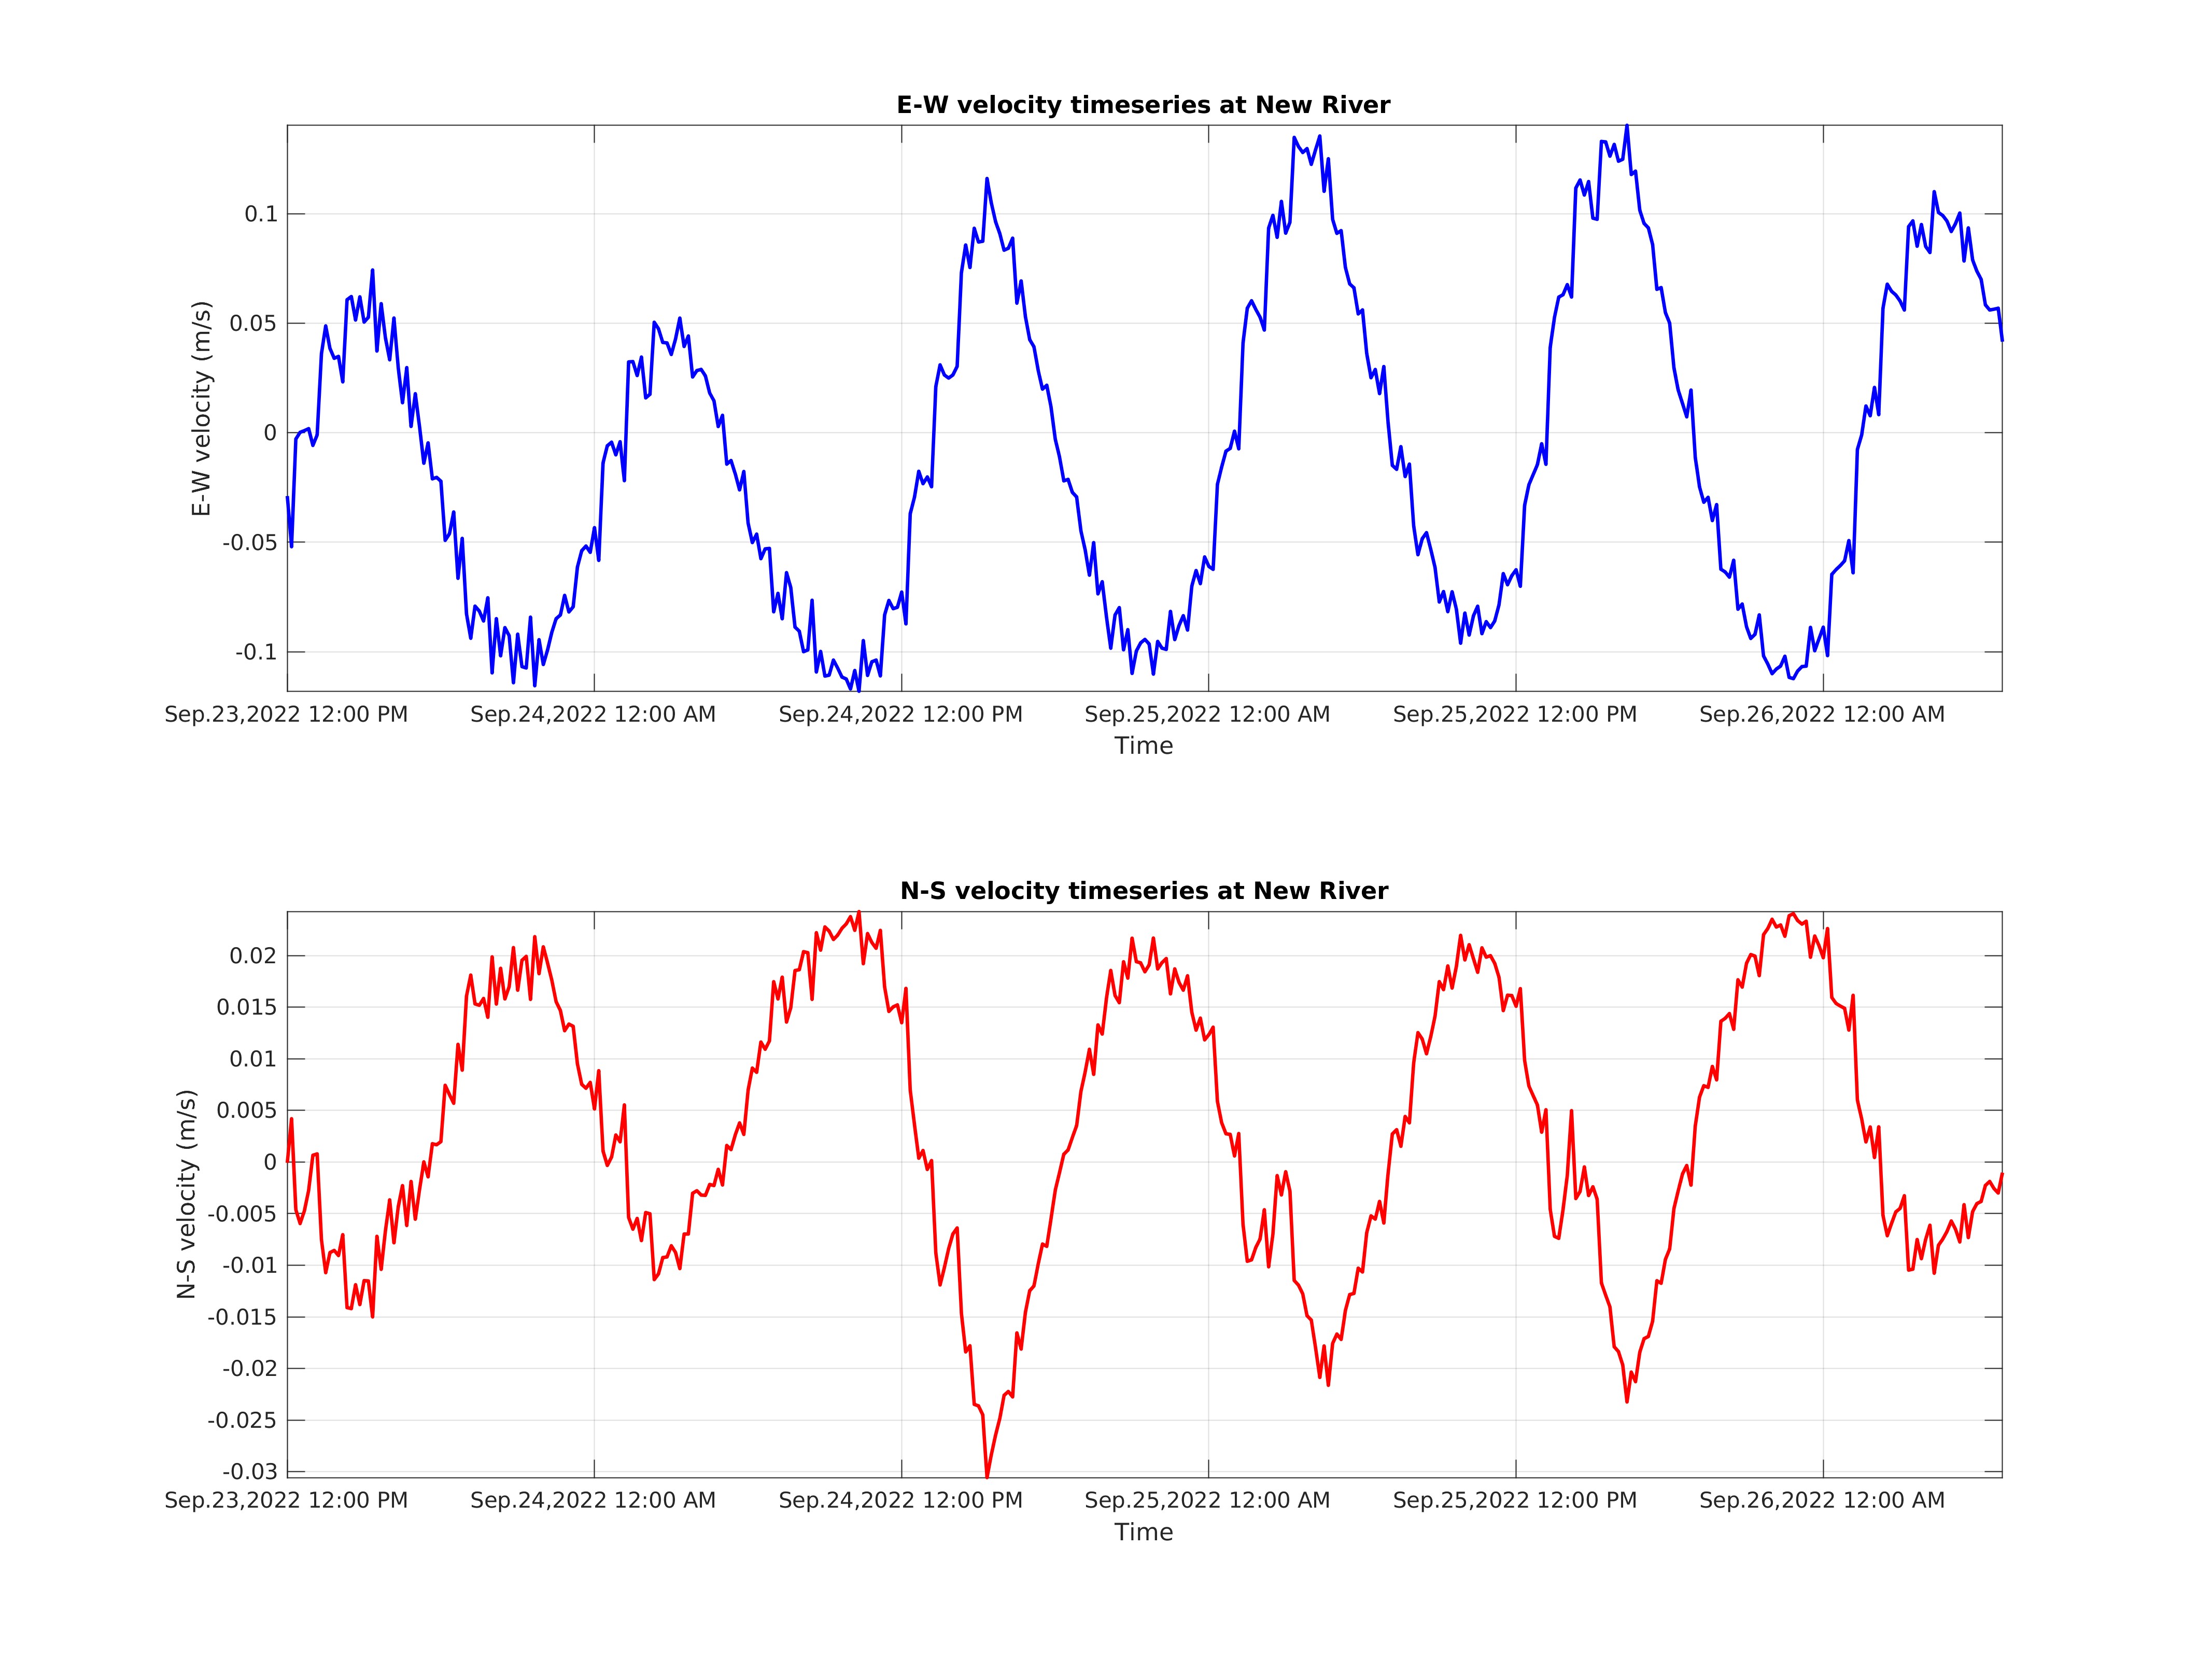 E-W velocity timeseries at New River
E-W velocity (m/s)
0.1
0.05
0
-0.05
-0.1
Sep.23,2022 12:00 PM Sep.24,2022 12:00 AM Sep.24,2022 12:00 PM Sep.25,2022 12:00 AM Sep.25,2022 12:00 PM Sep.26,2022 12:00 AM
Time
N-S velocity timeseries at New River
N-S velocity (m/s)
0.02
0.015
0.01
0.005
0
-0.005
-0.01
-0.015
-0.02
-0.025
-0.03
Sep.23,2022 12:00 PM Sep.24,2022 12:00 AM Sep.24,2022 12:00 PM Sep.25,2022 12:00 AM Sep.25,2022 12:00 PM Sep.26,2022 12:00 AM
Time